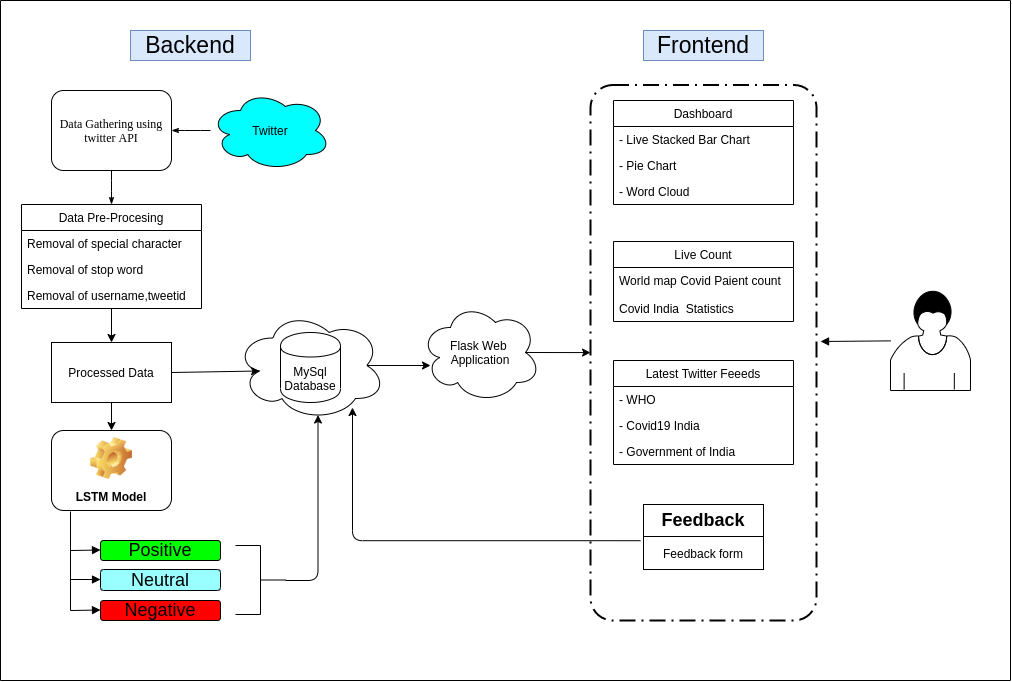 Backend
Frontend
Data Gathering using
twitter API
Twitter
Data Pre-Procesing
Removal of special character
Removal of stop word
Removal of username,tweetid
Processed Data
LSTM Model
Positive
Neutral
Negative
MySql
Database
Flask Web
Application
Dashboard
- Live Stacked Bar Chart
- Pie Chart
- Word Cloud
Live Count
World map Covid Paient count
Covid India  Statistics
Latest Twitter Feeeds
- WHO
- Covid19 India
- Government of India
Feedback
Feedback form